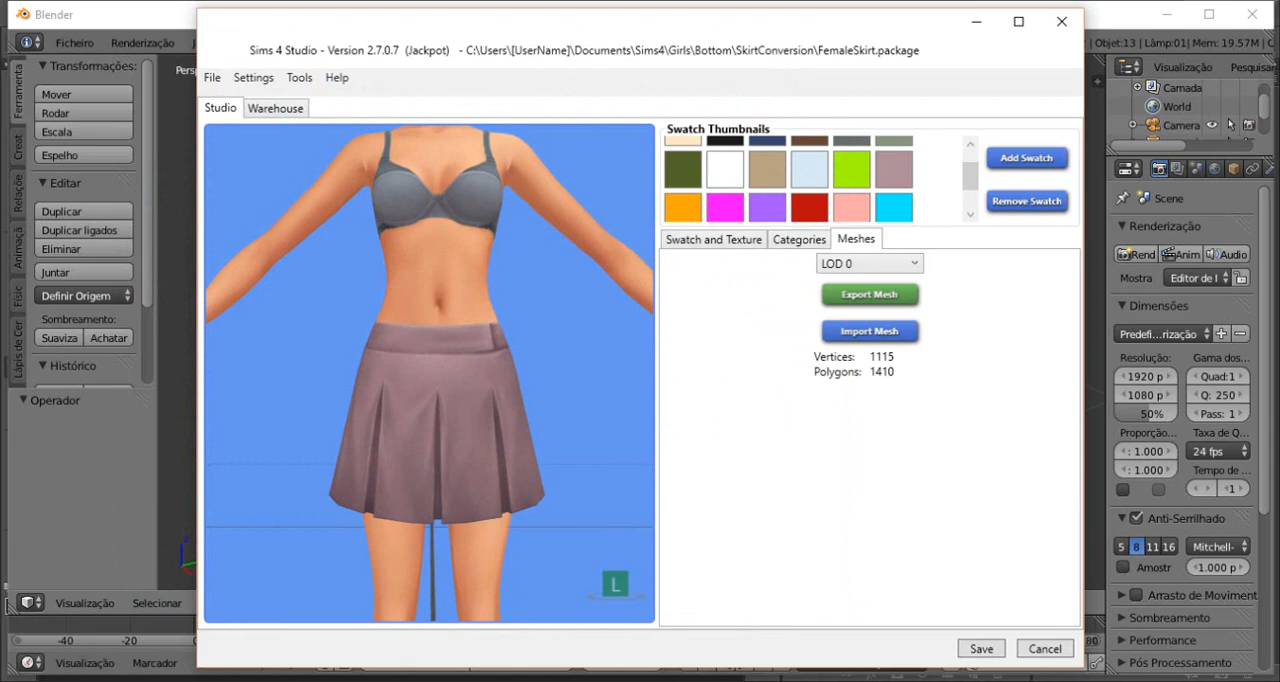 Blender
Ficheiro
Renderização
Objet:13 | Lâmp:01| Mem: 19.57M |
Sims 4 Studio - Version 2.7.0.7 (Jackpot) - C:\Users\[UserName]\Documents\Sims4\Girls\Bottom\SkirtConversion\FemaleSkirt.package
File
Settings
Tools
Help
Studio
Warehouse
Swatch Thumbnails
Add Swatch
Remove Swatch
Swatch and Texture
Categories
Meshes
LOD 0
Export Mesh
Import Mesh
Vertices: 1115
Polygons: 1410
L
Save
Cancel
Ferramenta
Creat
Relaçõe
Animaçã
Físic
Lápis de Cer
Transformações:
Mover
Rodar
Escala
Espelho
Editar
Duplicar
Duplicar ligados
Eliminar
Juntar
Definir Origem
Sombreamento:
Suaviza
Achatar
Histórico
Operador
Persp
Visualização
Selecionar
-40
-20
Visualização
Marcador
Visualização
Pesquisar
Camada
World
Camera
Scene
Renderização
Rend
Anim
Audio
Mostra
Editor de I
Dimensões
Predefi...rização
Resolução:
Gama dos...
1920 p
Quad:1
1080 p
Q: 250
50%
Pass: 1
Proporção...
Taxa de Q...
: 1.000
24 fps
: 1.000
Tempo de ...
1
Anti-Serrilhado
5
8
11
16
Mitchell-
Amostr
1.000 p
Arrasto de Moviment
Sombreamento
Performance
Pós Processamento